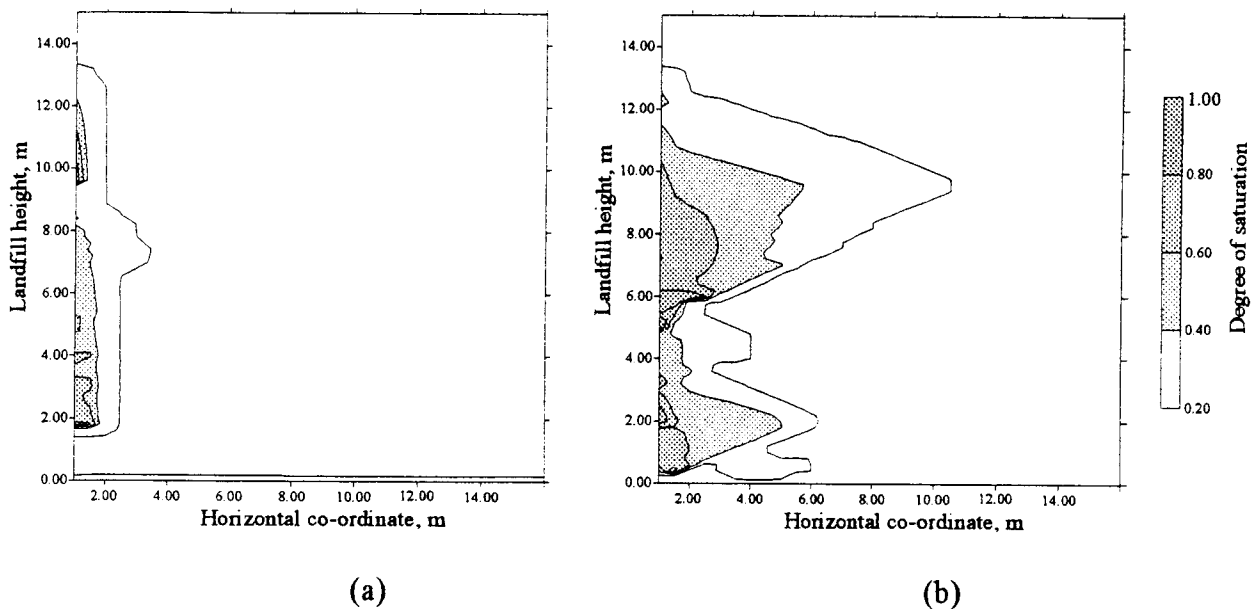 14.00
12.00
10.00
8.00
6.00
4.00
2.00
0.00
Landfill height, m
2.00 4.00 6.00 8.00 10.00 12.00 14.00
Horizontal co-ordinate, m
(a)
14.00
12.00
10.00
8.00
6.00
4.00
2.00
0.00
Landfill height, m
2.00 4.00 6.00 8.00 10.00 12.00 14.00
Horizontal co-ordinate, m
(b)
1.00
0.80
0.60
0.40
0.20
Degree of saturation